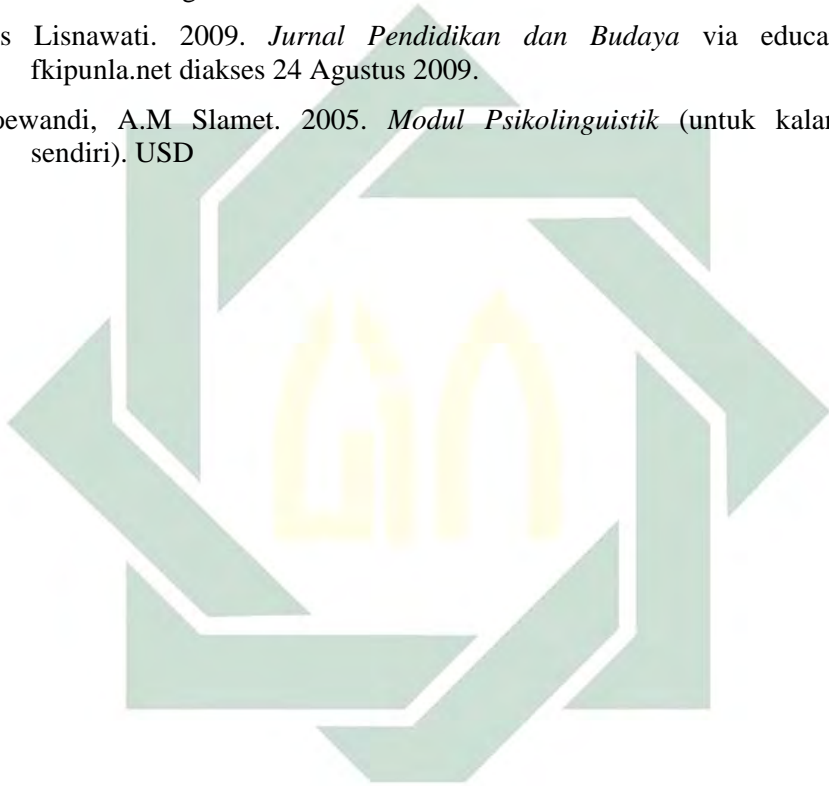 s Lisnawati. 2009. Jurnal Pendidikan dan Budaya via educa
fkipunla.net diakses 24 Agustus 2009.
oewandi, A.M Slamet. 2005. Modul Psikolinguistik (untuk kalan
sendiri). USD